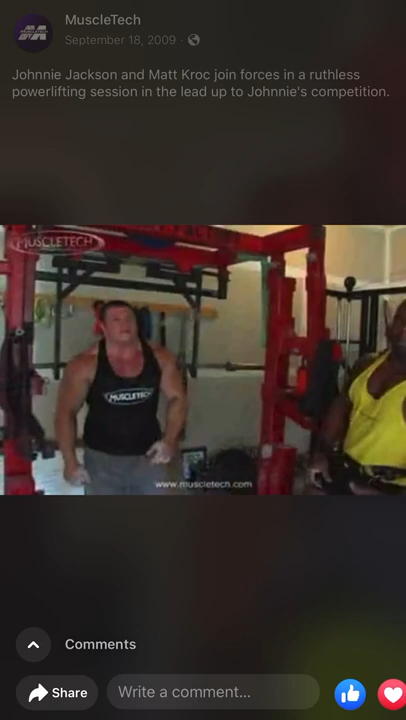 MuscleTech
September 18, 2009 ·
Johnnie Jackson and Matt Kroc join forces in a ruthless
powerlifting session in the lead up to Johnnie's competition.
MUSCLETECH
MUSCLETECH
www.muscletech.com
Comments
Share
Write a comment...